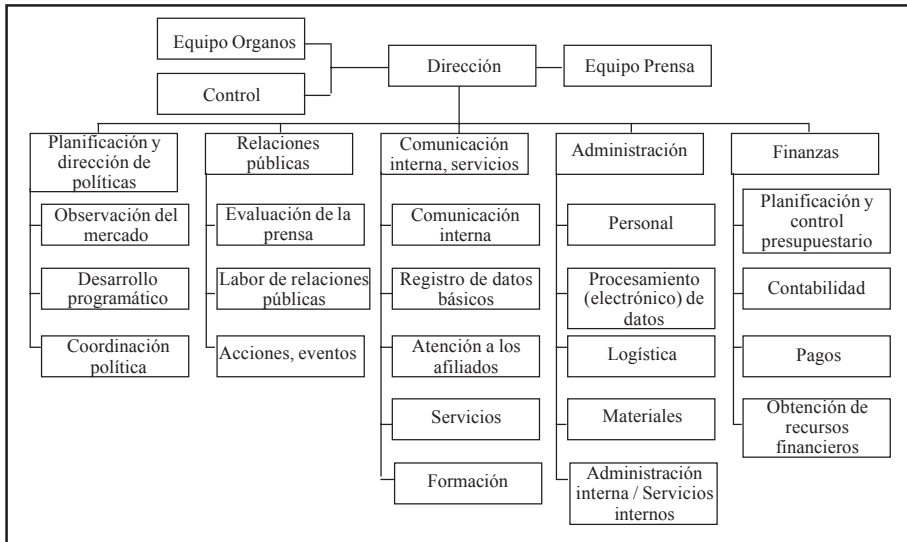 Equipo Organos
Control
Dirección
Equipo Prensa
Planificación y
dirección de
políticas
Observación del
mercado
Desarrollo
programático
Coordinación
política
Relaciones
públicas
Evaluación de la
prensa
Labor de relaciones
públicas
Acciones, eventos
Comunicación
interna, servicios
Comunicación
interna
Registro de datos
básicos
Atención a los
afiliados
Servicios
Formación
Administración
Personal
Procesamiento
(electrónico) de
datos
Logística
Materiales
Administración
interna / Servicios
internos
Finanzas
Planificación y
control
presupuestario
Contabilidad
Pagos
Obtención de
recursos
financieros